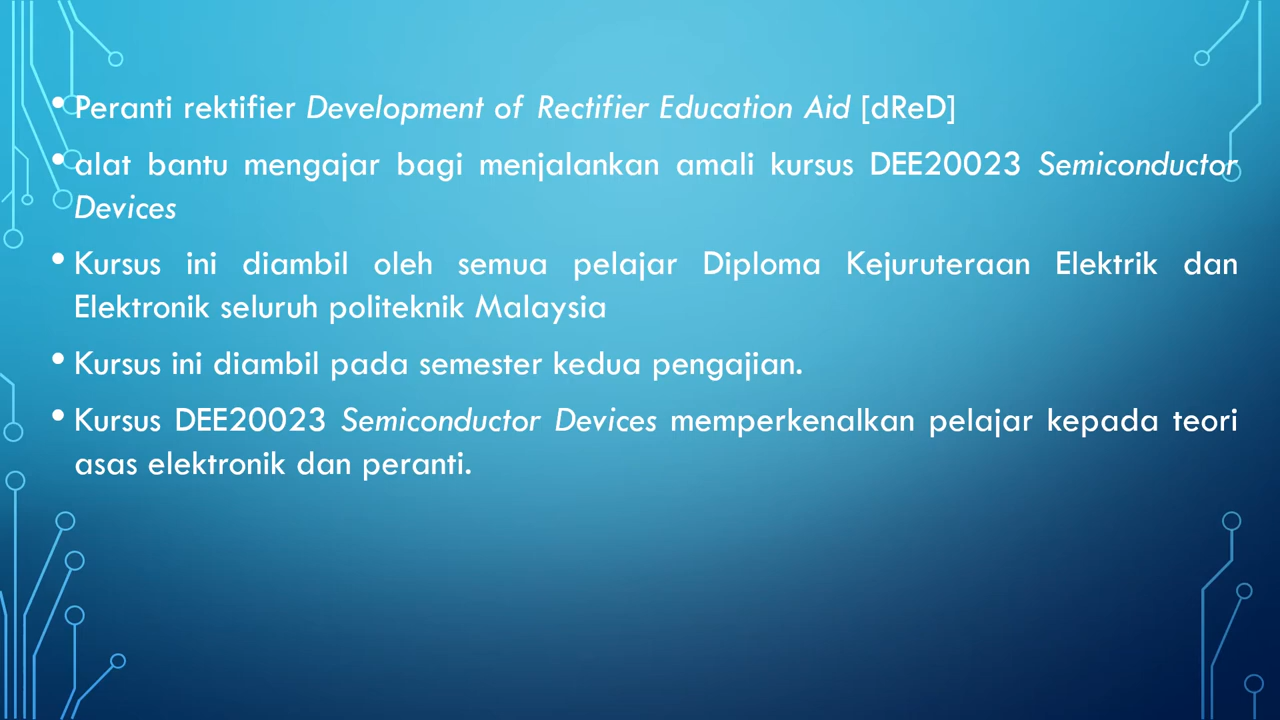 • Peranti rektifier Development of Rectifier Education Aid [dReD]
• alat bantu mengajar bagi menjalankan amali kursus DEE20023 Semiconductor
Devices
• Kursus ini diambil oleh semua pelajar Diploma Kejuruteraan Elektrik dan
Elektronik seluruh politeknik Malaysia
• Kursus ini diambil pada semester kedua pengajian.
• Kursus DEE20023 Semiconductor Devices memperkenalkan pelajar kepada teori
asas elektronik dan peranti.